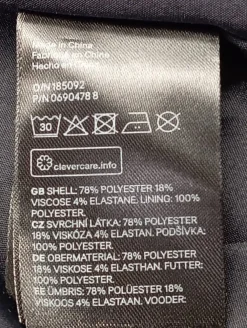 Made in China
Fabriqué en Chine
Hecho en China
O/N 185092
P/N 0690478 8
30
clevercare.info
GB SHELL: 78% POLYESTER 18%
VISCOSE 4% ELASTANE. LINING: 100%
POLYESTER.
CZ SVRCHNÍ LÁTKA: 78% POLYESTER
18% VISKÓZA 4% ELASTAN. PODŠÍVKA:
100% POLYESTER.
DE OBERMATERIAL: 78% POLYESTER
18% VISKOSE 4% ELASTHAN. FUTTER:
100% POLYESTER.
EE ÜMBRIS: 78% POLÜESTER 18%
VISKOOS 4% ELASTAAN. VOODER: